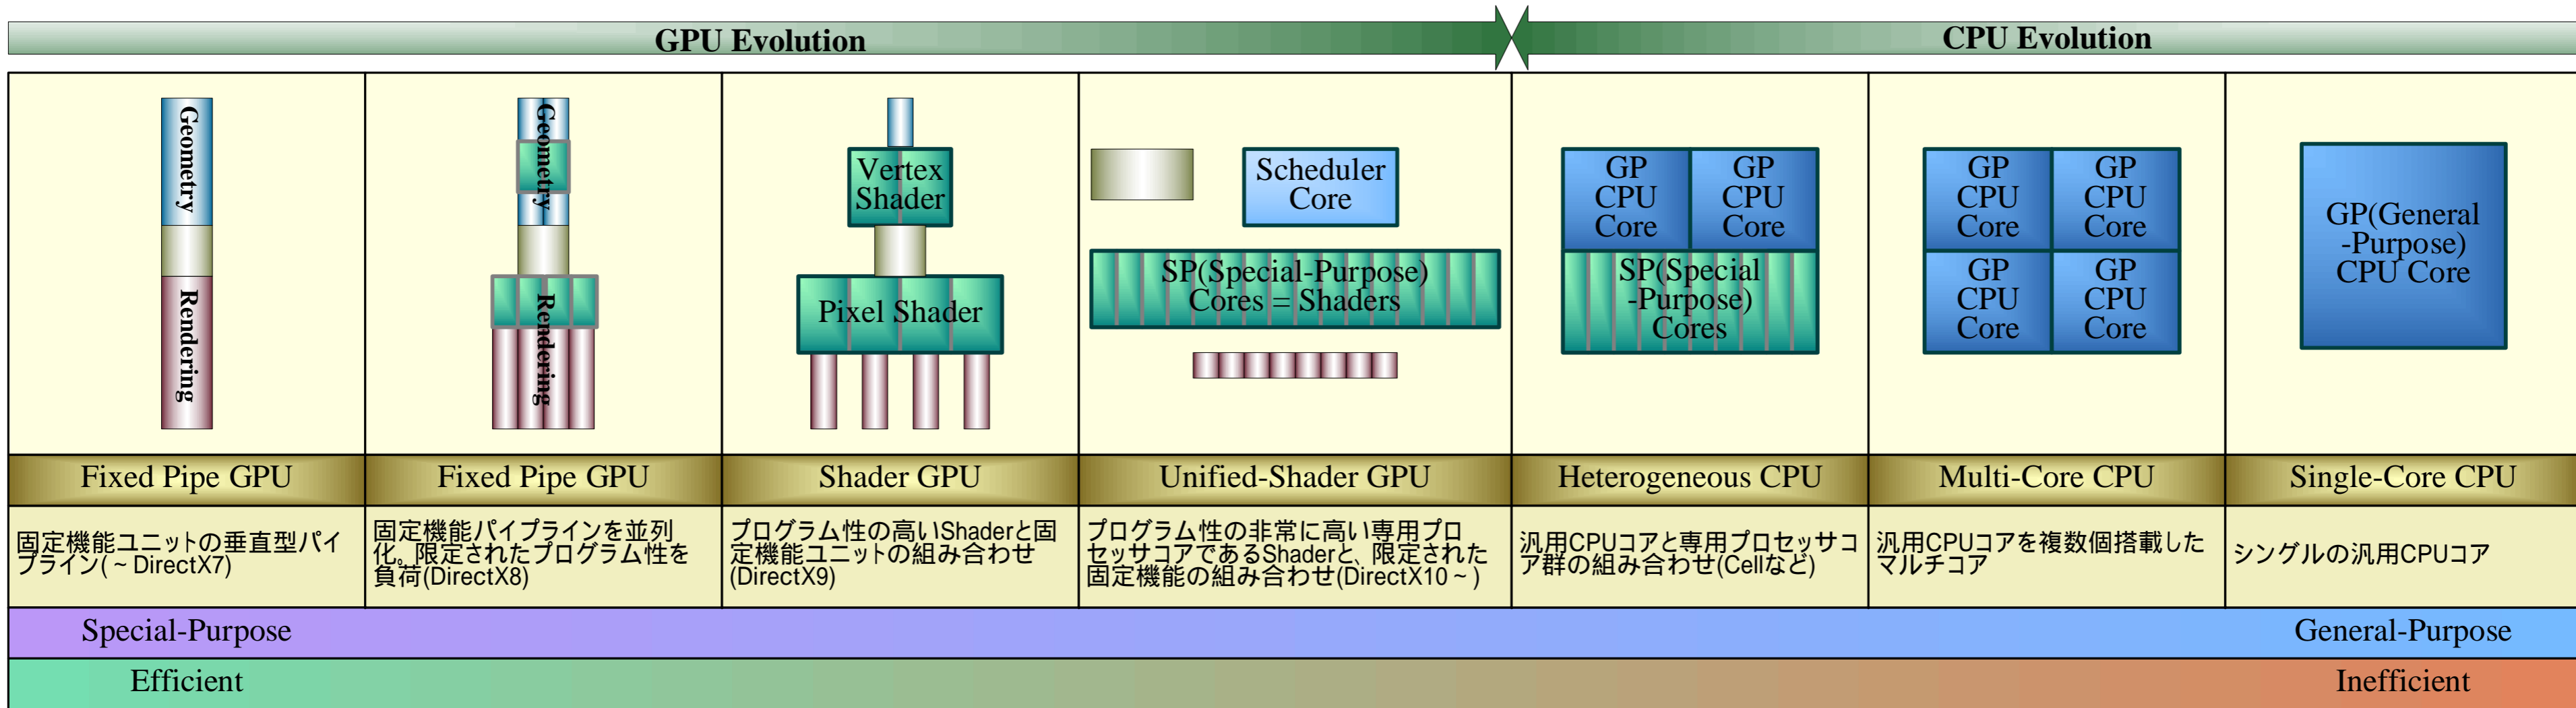 GPU Evolution
CPU Evolution
Geometry
Rendering
Geometry
Rendering
Vertex
Shader
Pixel Shader
Scheduler
Core
SP(Special-Purpose)
Cores = Shaders
GP
CPU
Core
GP
CPU
Core
SP(Special
-Purpose)
Cores
GP
CPU
Core
GP
CPU
Core
GP
CPU
Core
GP
CPU
Core
GP(General
-Purpose)
CPU Core
Fixed Pipe GPU
Fixed Pipe GPU
Shader GPU
Unified-Shader GPU
Heterogeneous CPU
Multi-Core CPU
Single-Core CPU
固定機能ユニットの垂直型パイ
プライン(~DirectX7)
固定機能パイプラインを並列
化。限定されたプログラム性を
負荷(DirectX8)
プログラム性の高いShaderと固
定機能ユニットの組み合わせ
(DirectX9)
プログラム性の非常に高い専用プロ
セッサコアであるShaderと、限定された
固定機能の組み合わせ(DirectX10~)
汎用CPUコアと専用プロセッサコ
ア群の組み合わせ(Cellなど)
汎用CPUコアを複数個搭載した
マルチコア
シングルの汎用CPUコア
Special-Purpose
General-Purpose
Efficient
Inefficient